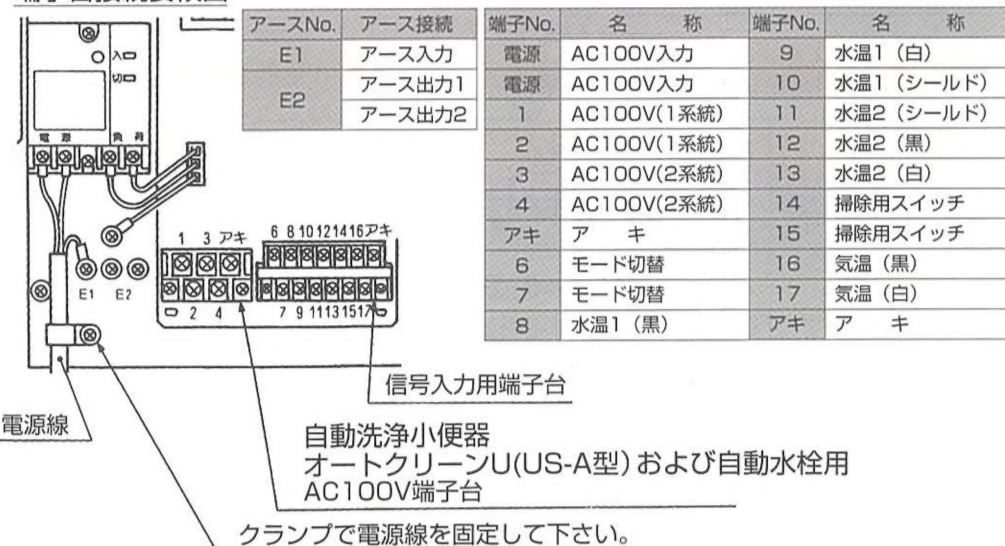 アースNo. アース接続
E1 アース入力
E2 アース出力1
アース出力2
端子No. 名 称 端子No. 名 称
電源 AC100V入力 9 水温1（白）
電源 AC100V入力 10 水温1（シールド）
1 AC100V(1系統) 11 水温2（シールド）
2 AC100V(1系統) 12 水温2（黒）
3 AC100V(2系統) 13 水温2（白）
4 AC100V(2系統) 14 掃除用スイッチ
アキ ア キ 15 掃除用スイッチ
6 モード切替 16 気温（黒）
7 モード切替 17 気温（白）
8 水温1（黒） アキ ア キ
入
切
電 源 負 荷
1 3 アキ 6 8 10 12 14 16 アキ
E1 E2
2 4 7 9 11 13 15 17
信号入力用端子台
電源線
自動洗浄小便器
オートクリーンU(US-A型)および自動水栓用
AC100V端子台
クランプで電源線を固定して下さい。